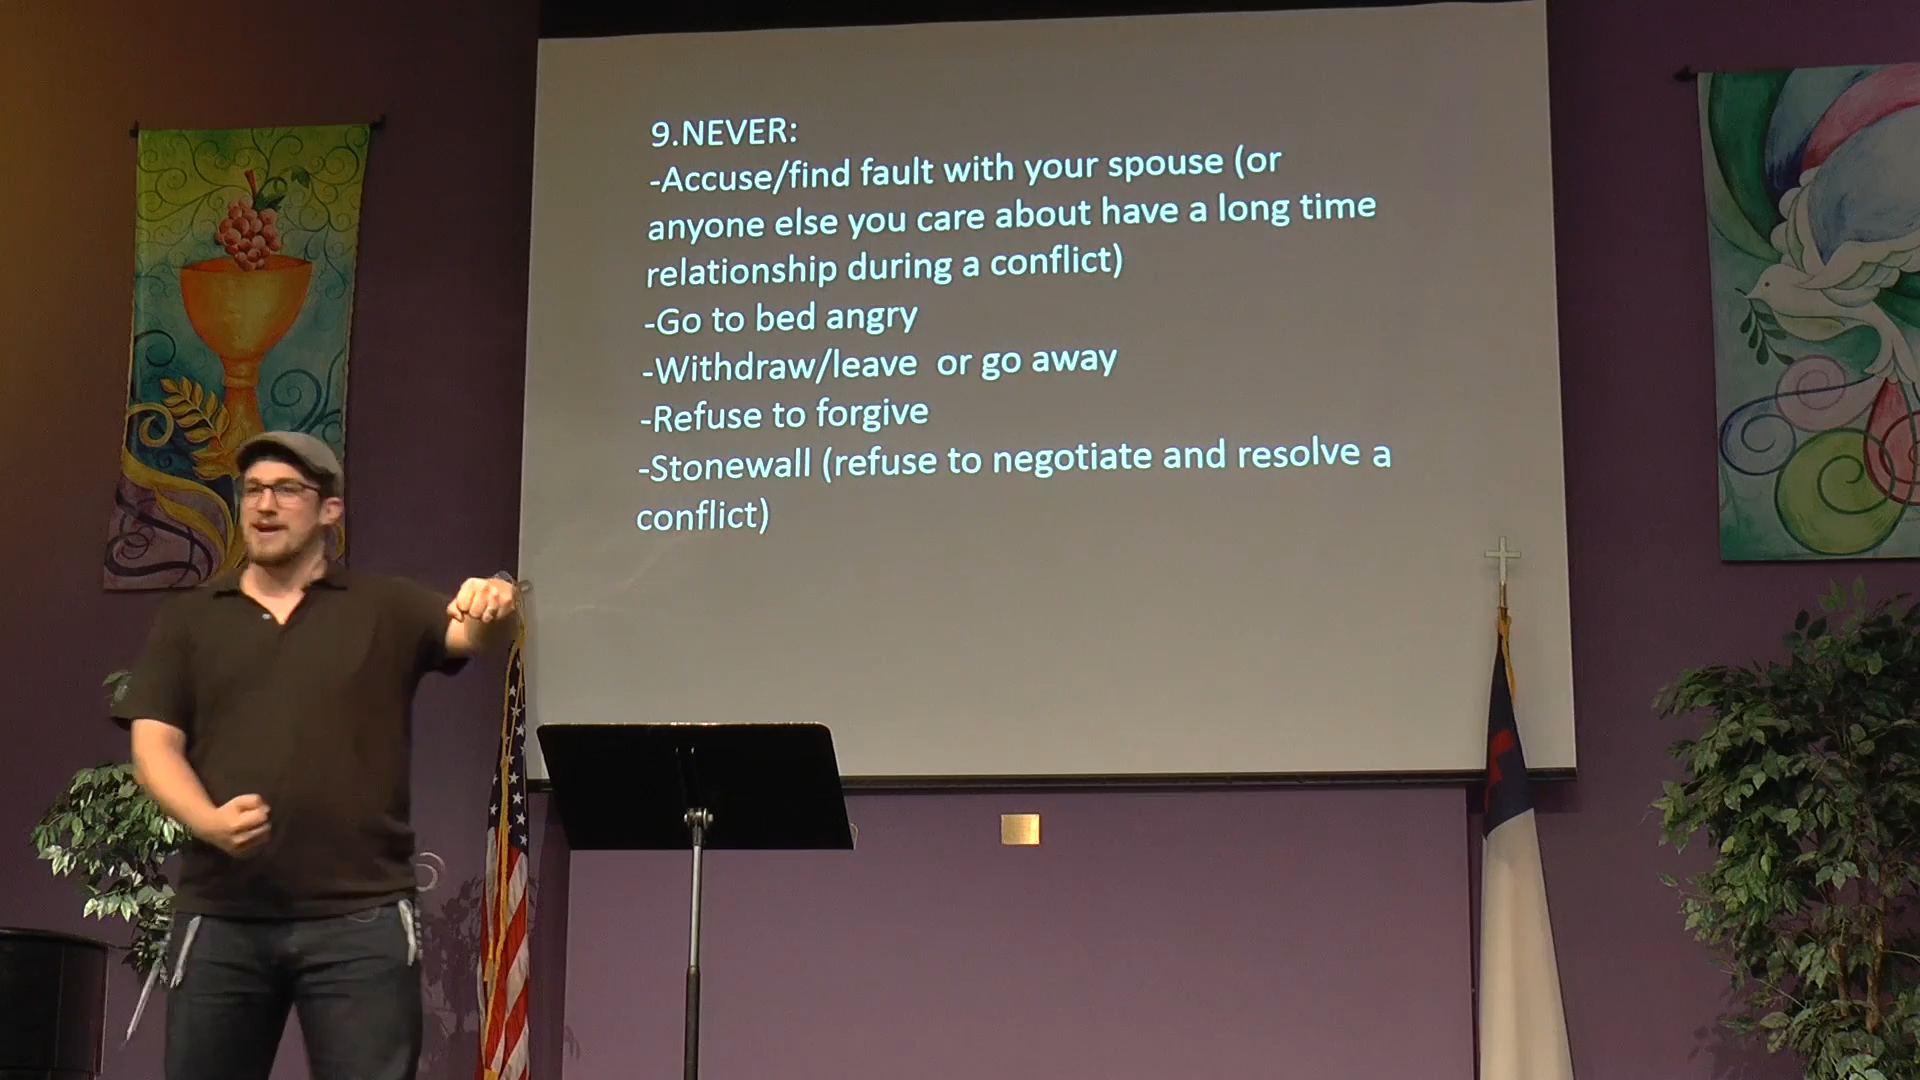 9.NEVER:
-Accuse/find fault with your spouse (or
anyone else you care about have a long time
relationship during a conflict)
-Go to bed angry
-Withdraw/leave  or go away
-Refuse to forgive
-Stonewall (refuse to negotiate and resolve a
conflict)